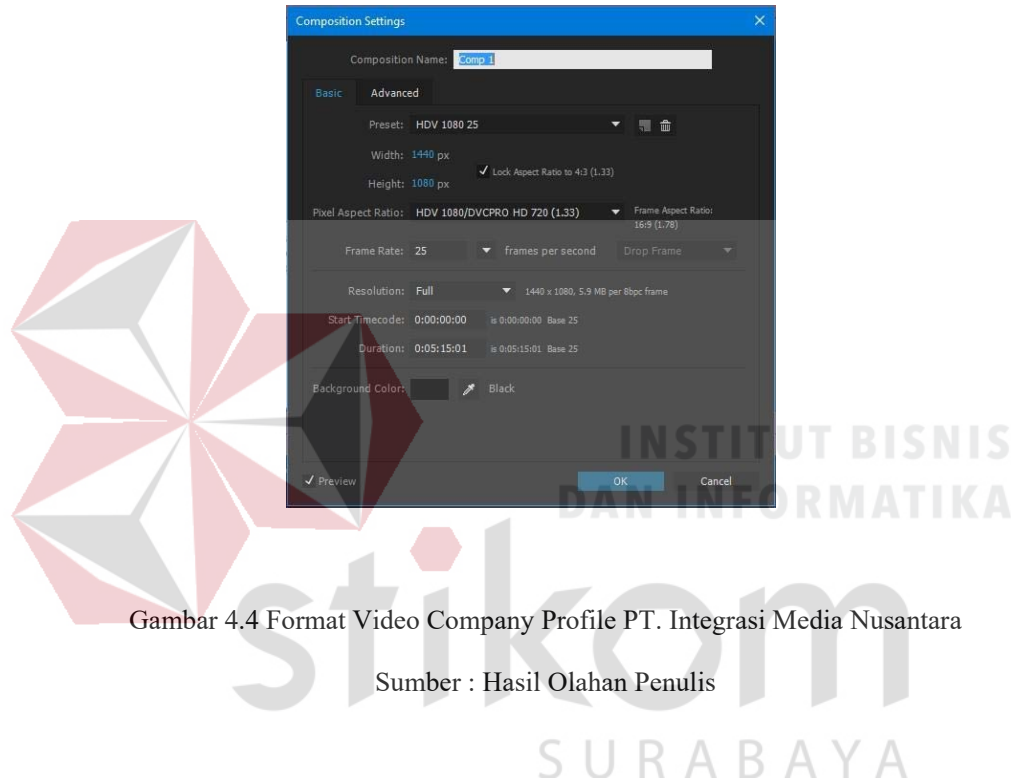 Composition Settings
Composition Name: Comp 1
Basic Advanced
Preset: HDV 1080 25
Width: 1440 px
Lock Aspect Ratio to 4:3 (1.33)
Height: 1080 px
Pixel Aspect Ratio: HDV 1080/DVCPRO HD 720 (1.33) Frame Aspect Ratio:
16:9 (1.78)
Frame Rate: 25 frames per second Drop Frame
Resolution: Full 1440 x 1080, 5.9 MB per 8bpc frame
Start Timecode: 0:00:00:00 is 0:00:00:00 Base 25
Duration: 0:05:15:01 is 0:05:15:01 Base 25
Background Color: Black
Preview OK Cancel
INSTITUT BISNIS
DAN INFORMATIKA
stikom
SURABAYA
Gambar 4.4 Format Video Company Profile PT. Integrasi Media Nusantara
Sumber : Hasil Olahan Penulis